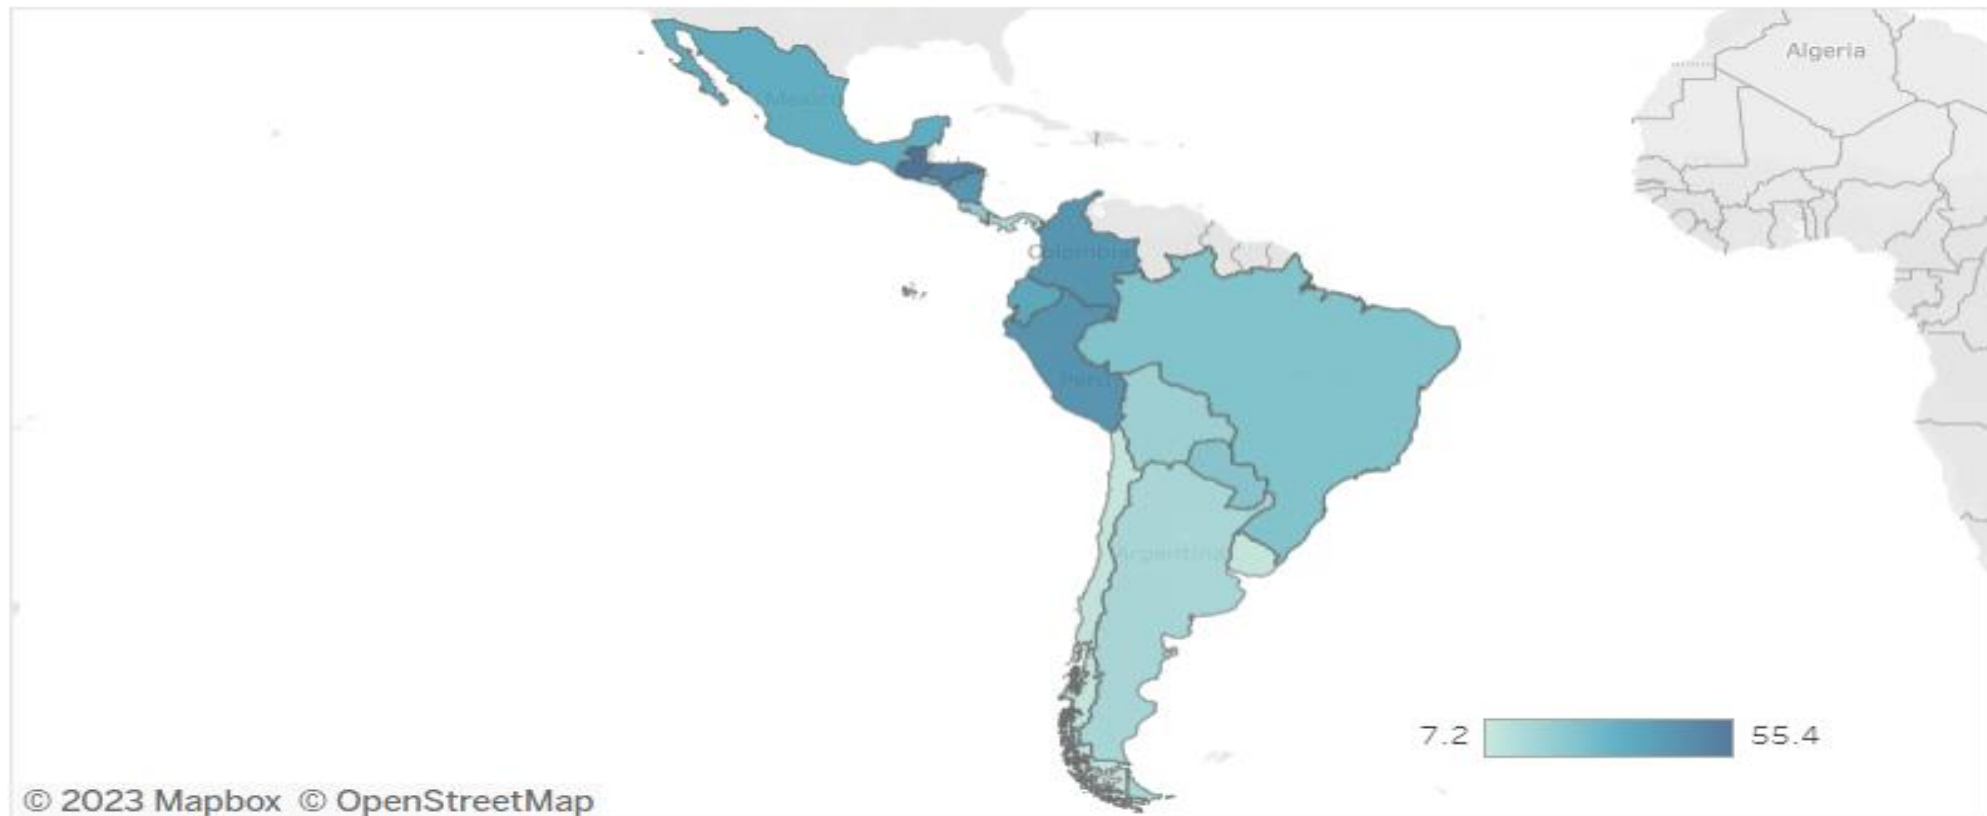 Algeria
Mexico
Colombia
Peru
Argentina
7.2
55.4
© 2023 Mapbox © OpenStreetMap